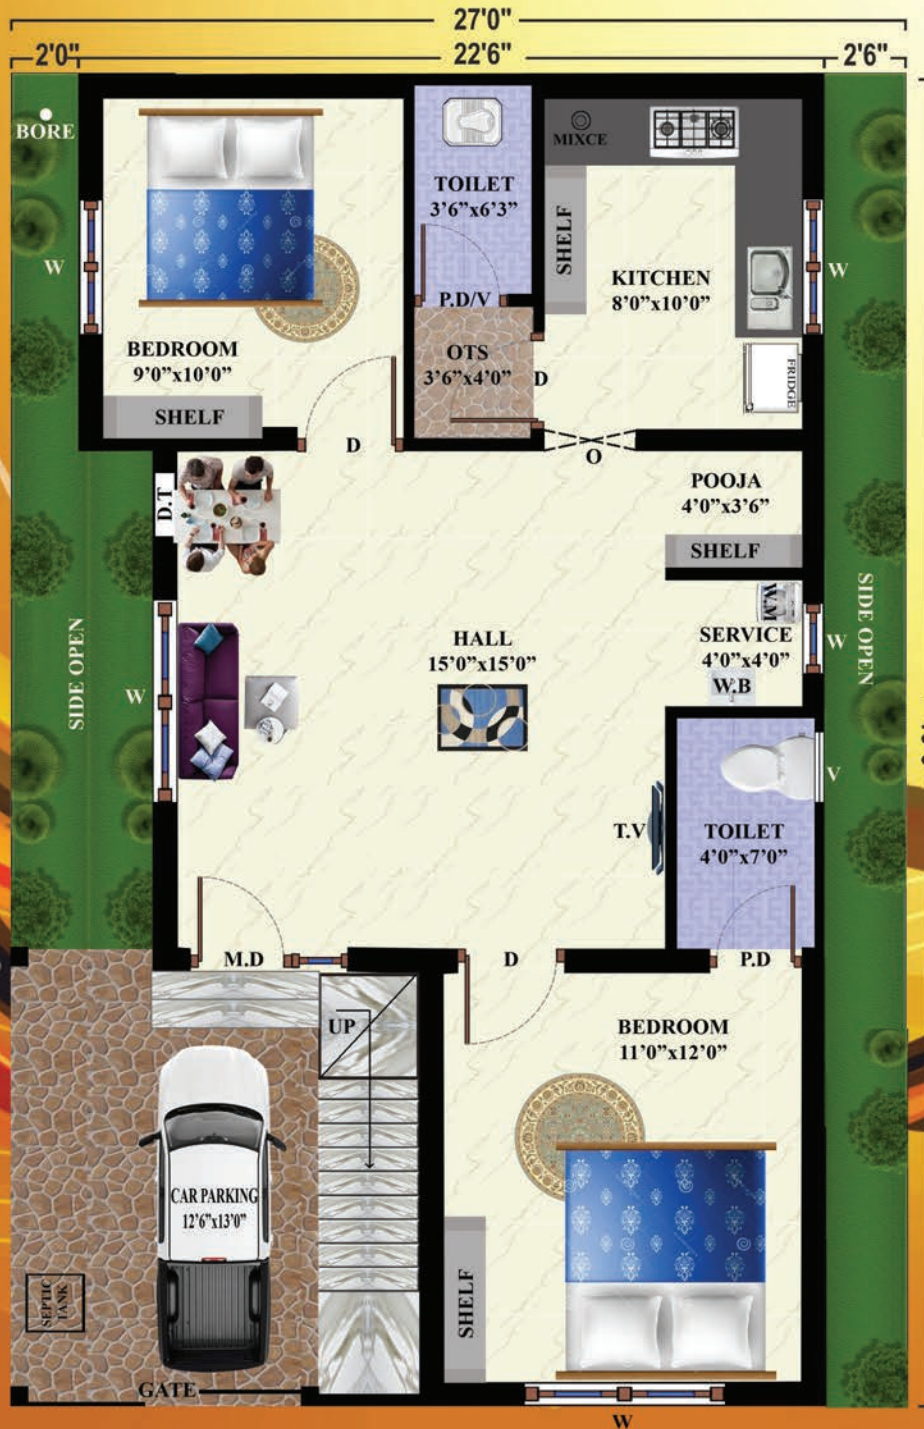 27'0"
2'0"
22'6"
2'6"
BORE
MIXCE
TOILET
3’6”x6’3”
SHELF
KITCHEN
8’0”x10’0”
W
W
P.D/V
BEDROOM
9’0”x10’0”
OTS
3’6”x4’0”
D
FRIDGE
SHELF
D
O
D.T
POOJA
4’0”x3’6”
SHELF
W.M
SIDE OPEN
HALL
15’0”x15’0”
SERVICE
4’0”x4’0”
W
SIDE OPEN
W
W.B
V
T.V
TOILET
4’0”x7’0”
M.D
D
P.D
UP
BEDROOM
11’0”x12’0”
CAR PARKING
12’6”x13’0”
SEPTIC
TANK
SHELF
GATE
W